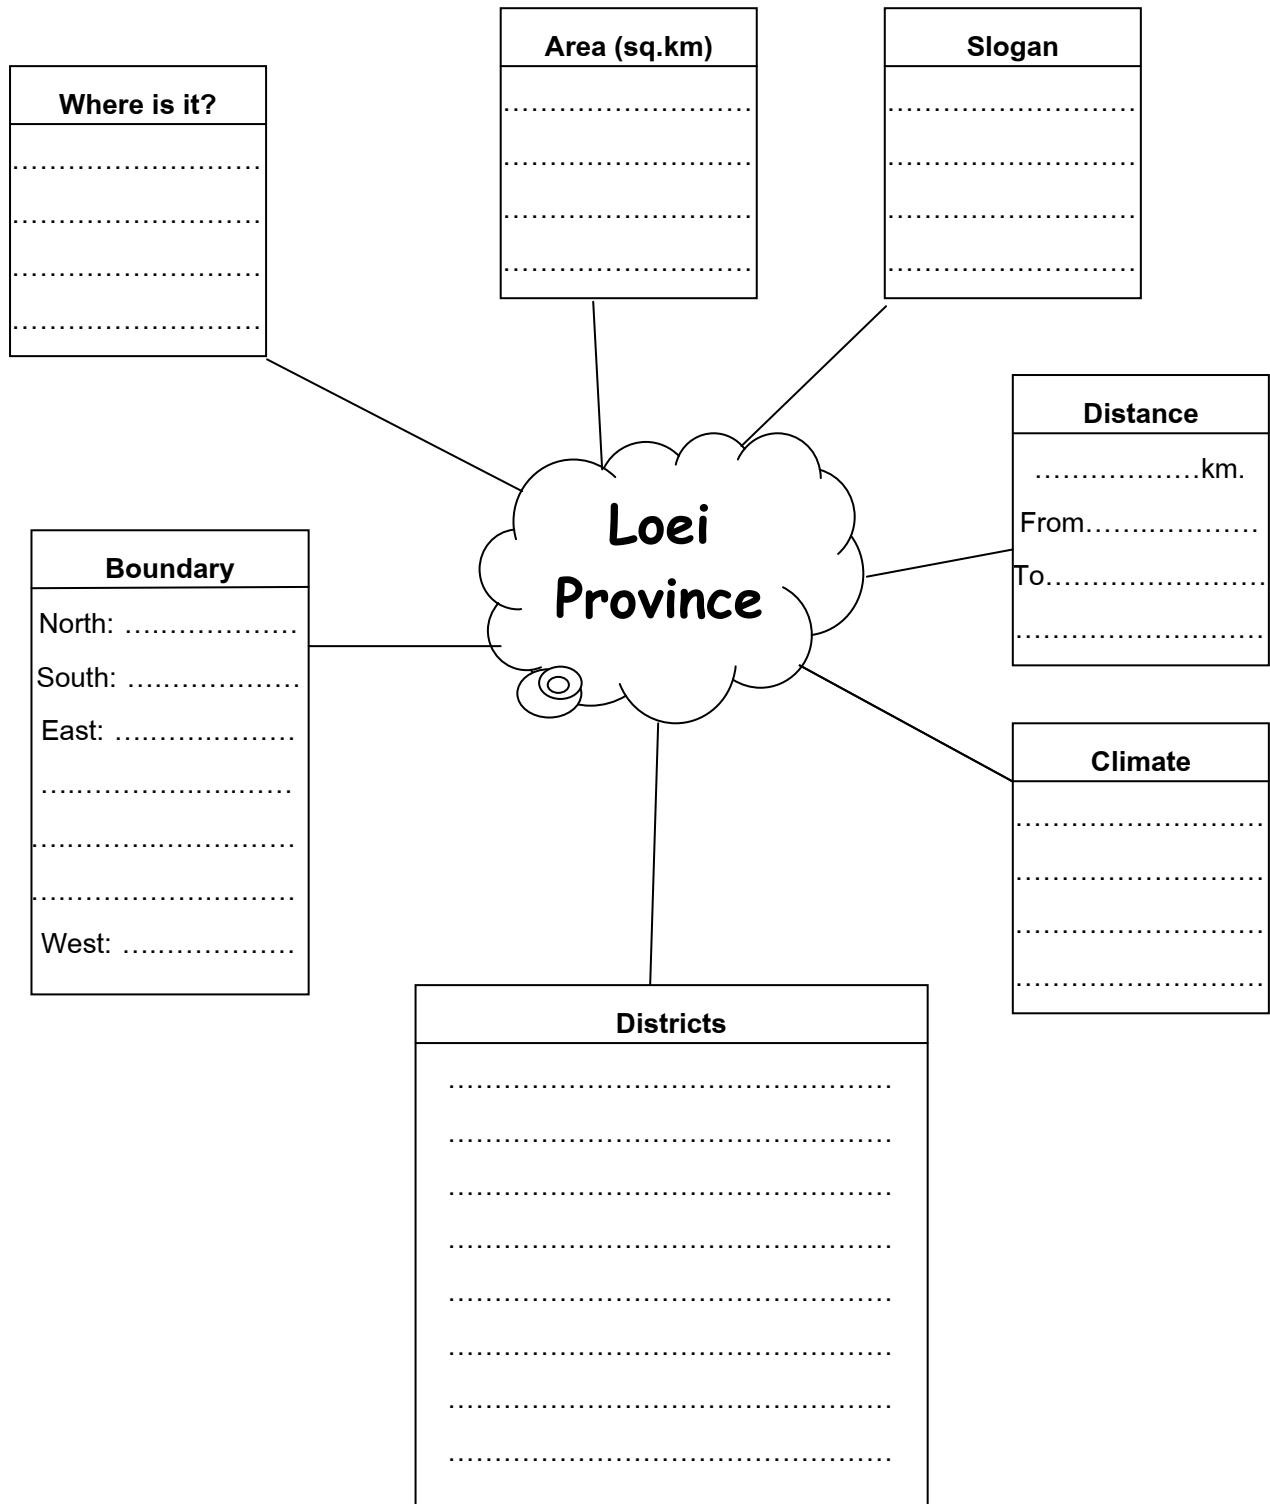 Area (sq.km)
……………………...
……………………...
……………………...
……………………...
Slogan
……………………...
……………………...
……………………...
……………………...
Where is it?
……………………...
……………………...
……………………...
……………………...
Distance
………………km.
From……..…………
To……………………
……………………...
Loei
Province
Boundary
North: ….……………
South: ….……………
East: ….……..………
….…………….…..……
….……….……………
….…………….………
West: ….……………
Climate
……………………...
……………………...
……………………...
……………………...
Districts
…………………………………………
…………………………………………
…………………………………………
…………………………………………
…………………………………………
…………………………………………
…………………………………………
…………………………………………